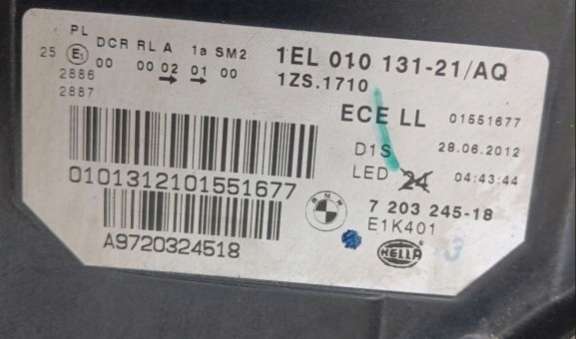 PL DCR RL A 1a SM2
25 E1 00 00 02 01 00
2886
2887
1EL 010 131-21/AQ
1ZS.1710
ECE LL 01551677
D1S 28.06.2012
LED 24 04:43:44
0101312101551677
BMW
7 203 245-18
E1K401
A9720324518
HELLA
3